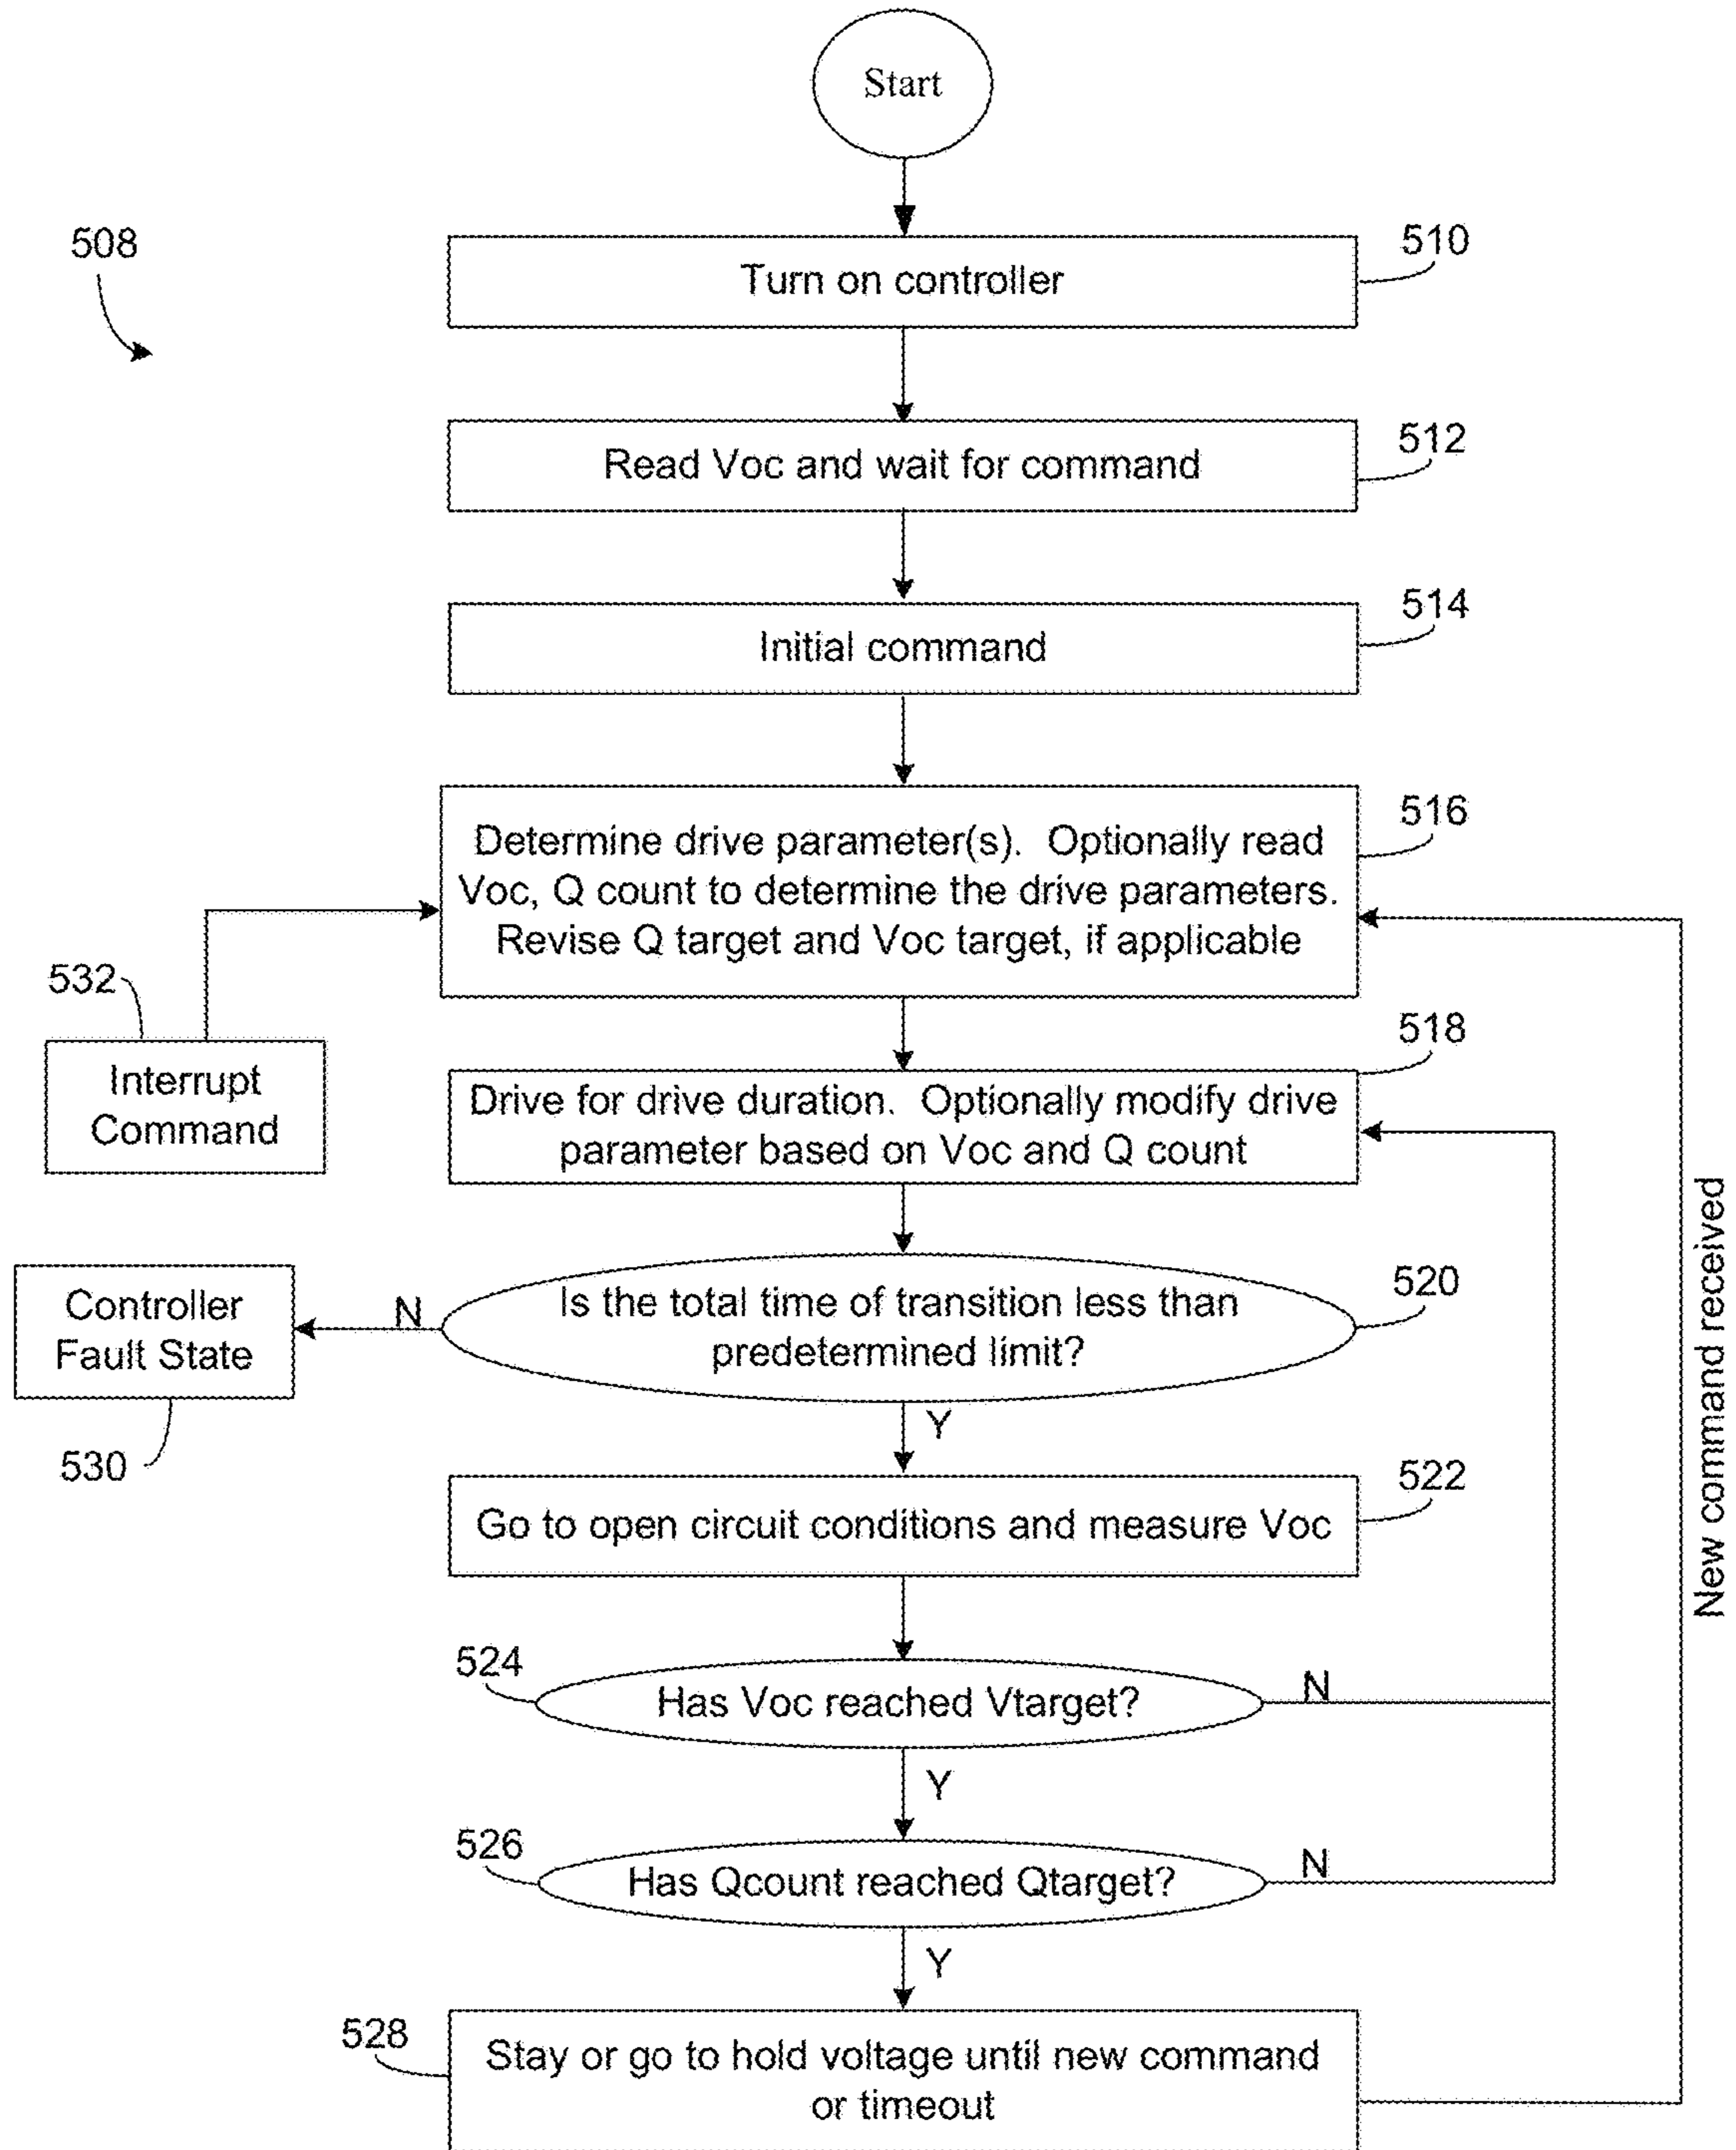 Start
508
510
Turn on controller
512
Read Voc and wait for command
514
Initial command
516
Determine drive parameter(s). Optionally read
Voc, Q count to determine the drive parameters.
Revise Q target and Voc target, if applicable
532
Interrupt
Command
518
Drive for drive duration. Optionally modify drive
parameter based on Voc and Q count
New command received
Controller
Fault State
N
520
Is the total time of transition less than
predetermined limit?
530
Y
522
Go to open circuit conditions and measure Voc
524
Has Voc reached Vtarget?
N
Y
526
Has Qcount reached Qtarget?
N
Y
528
Stay or go to hold voltage until new command
or timeout